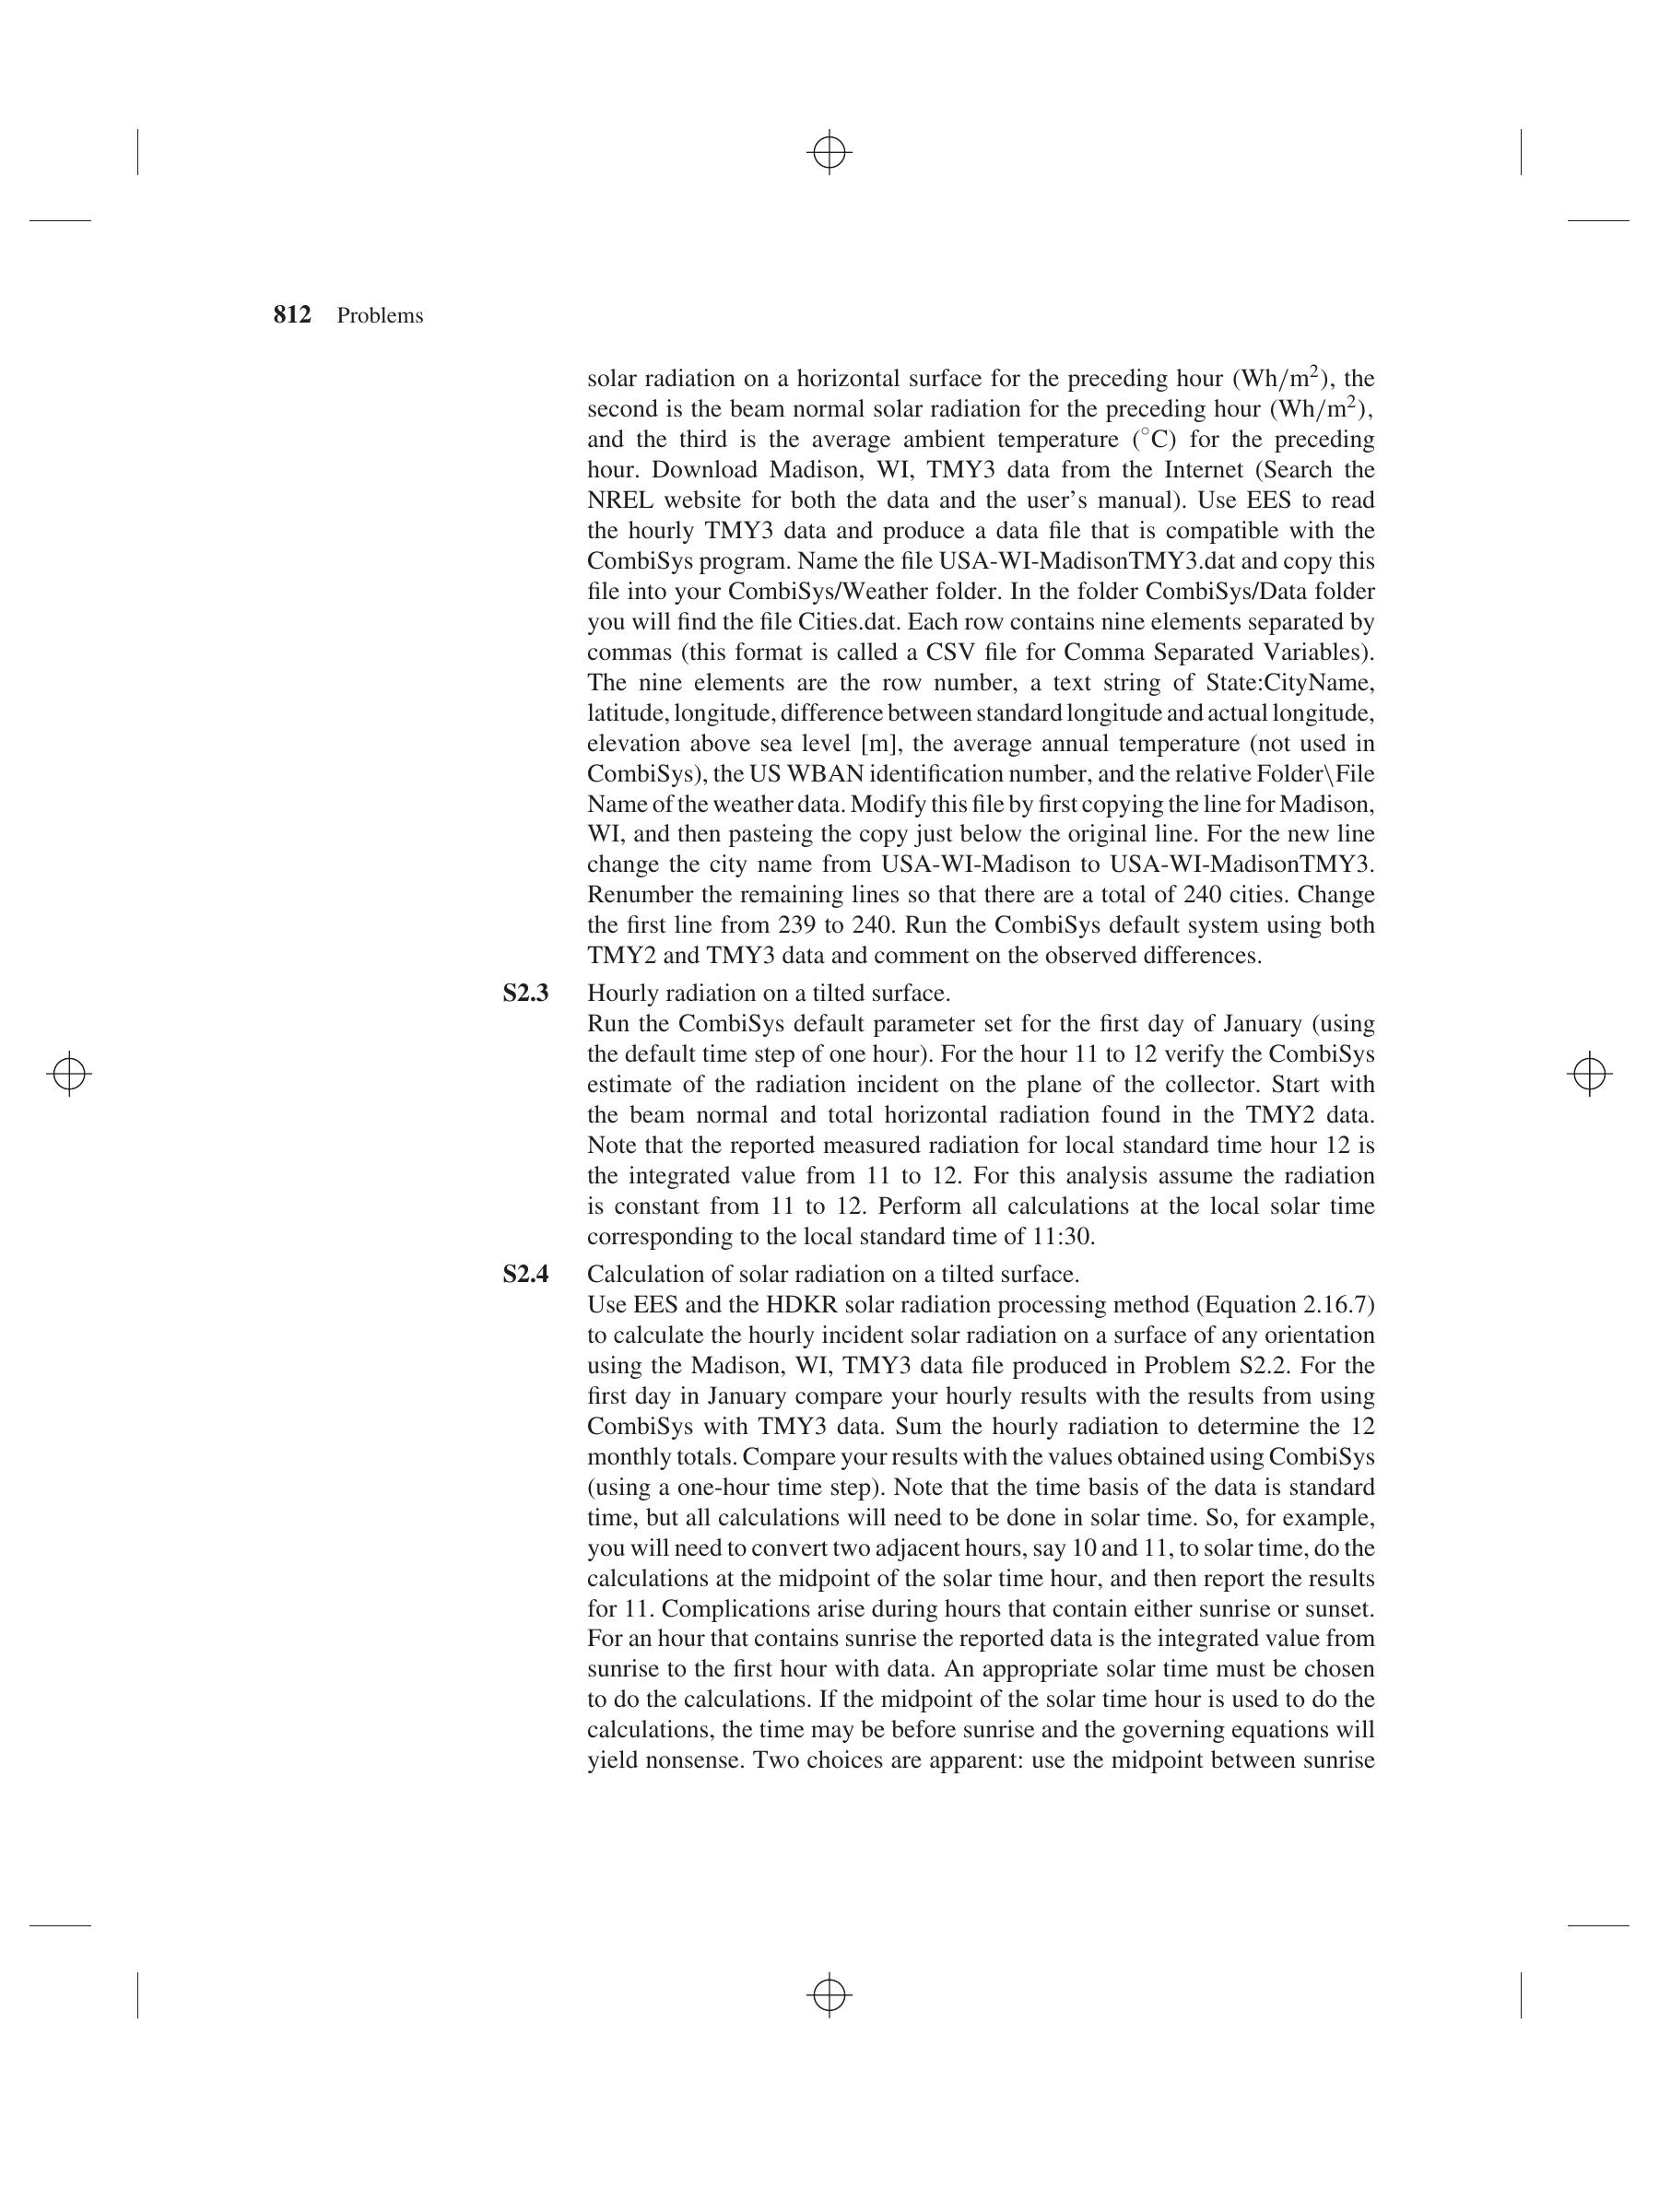 812 Problems
solar radiation on a horizontal surface for the preceding hour (Wh/m²), the
second is the beam normal solar radiation for the preceding hour (Wh/m²),
and the third is the average ambient temperature (°C) for the preceding
hour. Download Madison, WI, TMY3 data from the Internet (Search the
NREL website for both the data and the user’s manual). Use EES to read
the hourly TMY3 data and produce a data file that is compatible with the
CombiSys program. Name the file USA-WI-MadisonTMY3.dat and copy this
file into your CombiSys/Weather folder. In the folder CombiSys/Data folder
you will find the file Cities.dat. Each row contains nine elements separated by
commas (this format is called a CSV file for Comma Separated Variables).
The nine elements are the row number, a text string of State:CityName,
latitude, longitude, difference between standard longitude and actual longitude,
elevation above sea level [m], the average annual temperature (not used in
CombiSys), the US WBAN identification number, and the relative Folder\File
Name of the weather data. Modify this file by first copying the line for Madison,
WI, and then pasteing the copy just below the original line. For the new line
change the city name from USA-WI-Madison to USA-WI-MadisonTMY3.
Renumber the remaining lines so that there are a total of 240 cities. Change
the first line from 239 to 240. Run the CombiSys default system using both
TMY2 and TMY3 data and comment on the observed differences.
S2.3 Hourly radiation on a tilted surface.
Run the CombiSys default parameter set for the first day of January (using
the default time step of one hour). For the hour 11 to 12 verify the CombiSys
estimate of the radiation incident on the plane of the collector. Start with
the beam normal and total horizontal radiation found in the TMY2 data.
Note that the reported measured radiation for local standard time hour 12 is
the integrated value from 11 to 12. For this analysis assume the radiation
is constant from 11 to 12. Perform all calculations at the local solar time
corresponding to the local standard time of 11:30.
S2.4 Calculation of solar radiation on a tilted surface.
Use EES and the HDKR solar radiation processing method (Equation 2.16.7)
to calculate the hourly incident solar radiation on a surface of any orientation
using the Madison, WI, TMY3 data file produced in Problem S2.2. For the
first day in January compare your hourly results with the results from using
CombiSys with TMY3 data. Sum the hourly radiation to determine the 12
monthly totals. Compare your results with the values obtained using CombiSys
(using a one-hour time step). Note that the time basis of the data is standard
time, but all calculations will need to be done in solar time. So, for example,
you will need to convert two adjacent hours, say 10 and 11, to solar time, do the
calculations at the midpoint of the solar time hour, and then report the results
for 11. Complications arise during hours that contain either sunrise or sunset.
For an hour that contains sunrise the reported data is the integrated value from
sunrise to the first hour with data. An appropriate solar time must be chosen
to do the calculations. If the midpoint of the solar time hour is used to do the
calculations, the time may be before sunrise and the governing equations will
yield nonsense. Two choices are apparent: use the midpoint between sunrise